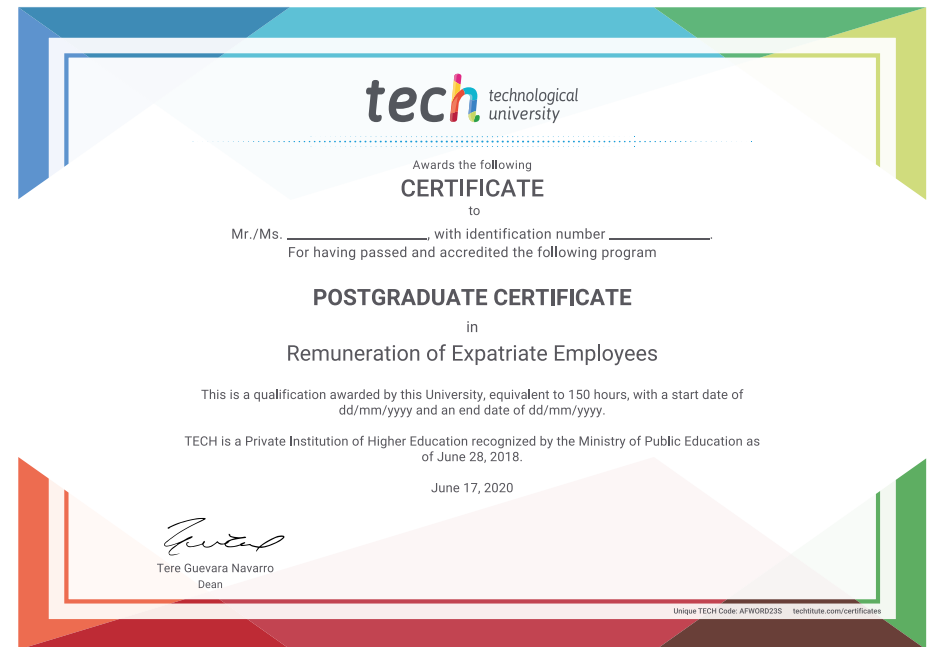 tech technological
university
Awards the following
CERTIFICATE
to
Mr./Ms. ____________________, with identification number ______________.
For having passed and accredited the following program
POSTGRADUATE CERTIFICATE
in
Remuneration of Expatriate Employees
This is a qualification awarded by this University, equivalent to 150 hours, with a start date of
dd/mm/yyyy and an end date of dd/mm/yyyy.
TECH is a Private Institution of Higher Education recognized by the Ministry of Public Education as
of June 28, 2018.
June 17, 2020
Tere Guevara Navarro
Dean
Unique TECH Code: AFWORD23S techtitute.com/certificates